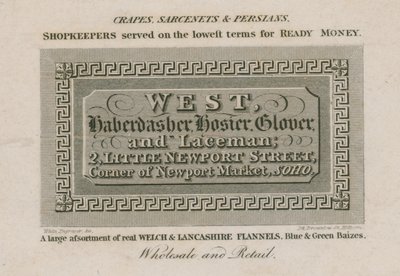 CRAPES, SARCENETS & PERSIANS.
SHOPKEEPERS served on the loweſt terms for READY MONEY.
WEST,
Haberdasher, Hosier, Glover,
and Laceman;
2, LITTLE NEWPORT STREET,
Corner of Newport Market, SOHO,
A large aſsortment of real WELCH & LANCASHIRE FLANNELS, Blue & Green Baizes.
Wholesale and Retail.